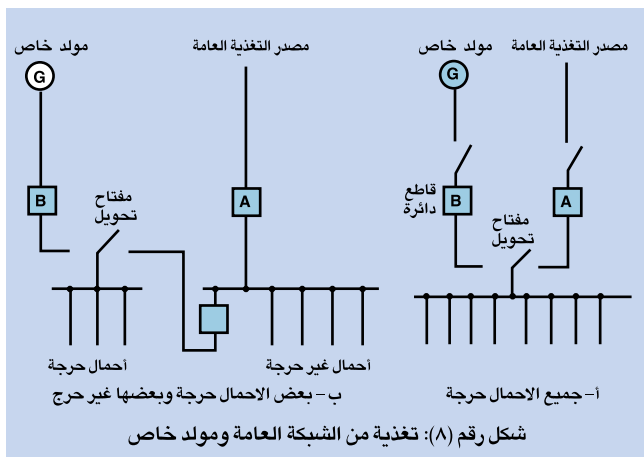 مصدر التغذية العامة
مولد خاص
G
قاطع
دائرة
B
A
مفتاح
تحويل
أ- جميع الاحمال حرجة
مصدر التغذية العامة
مولد خاص
G
B
A
مفتاح
تحويل
أحمال غير حرجة
أحمال حرجة
ب- بعض الاحمال حرجة وبعضها غير حرج
شكل رقم (٨): تغذية من الشبكة العامة ومولد خاص